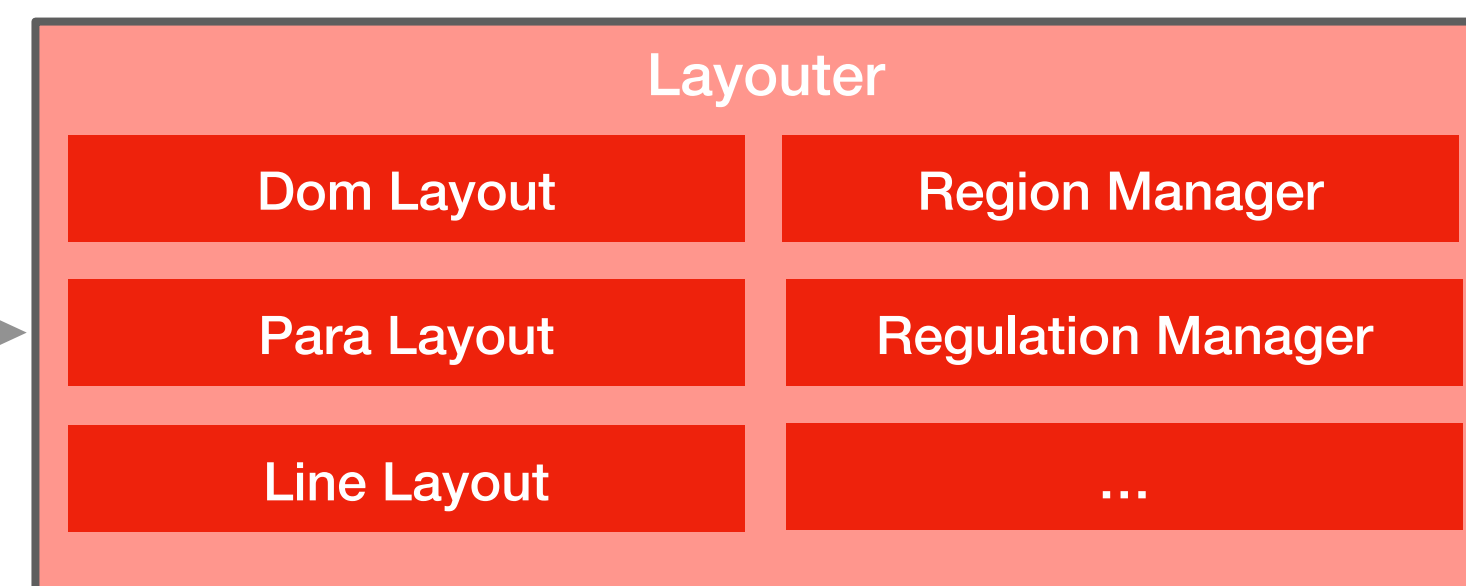 Layouter
Dom Layout
Region Manager
Para Layout
Regulation Manager
Line Layout
...